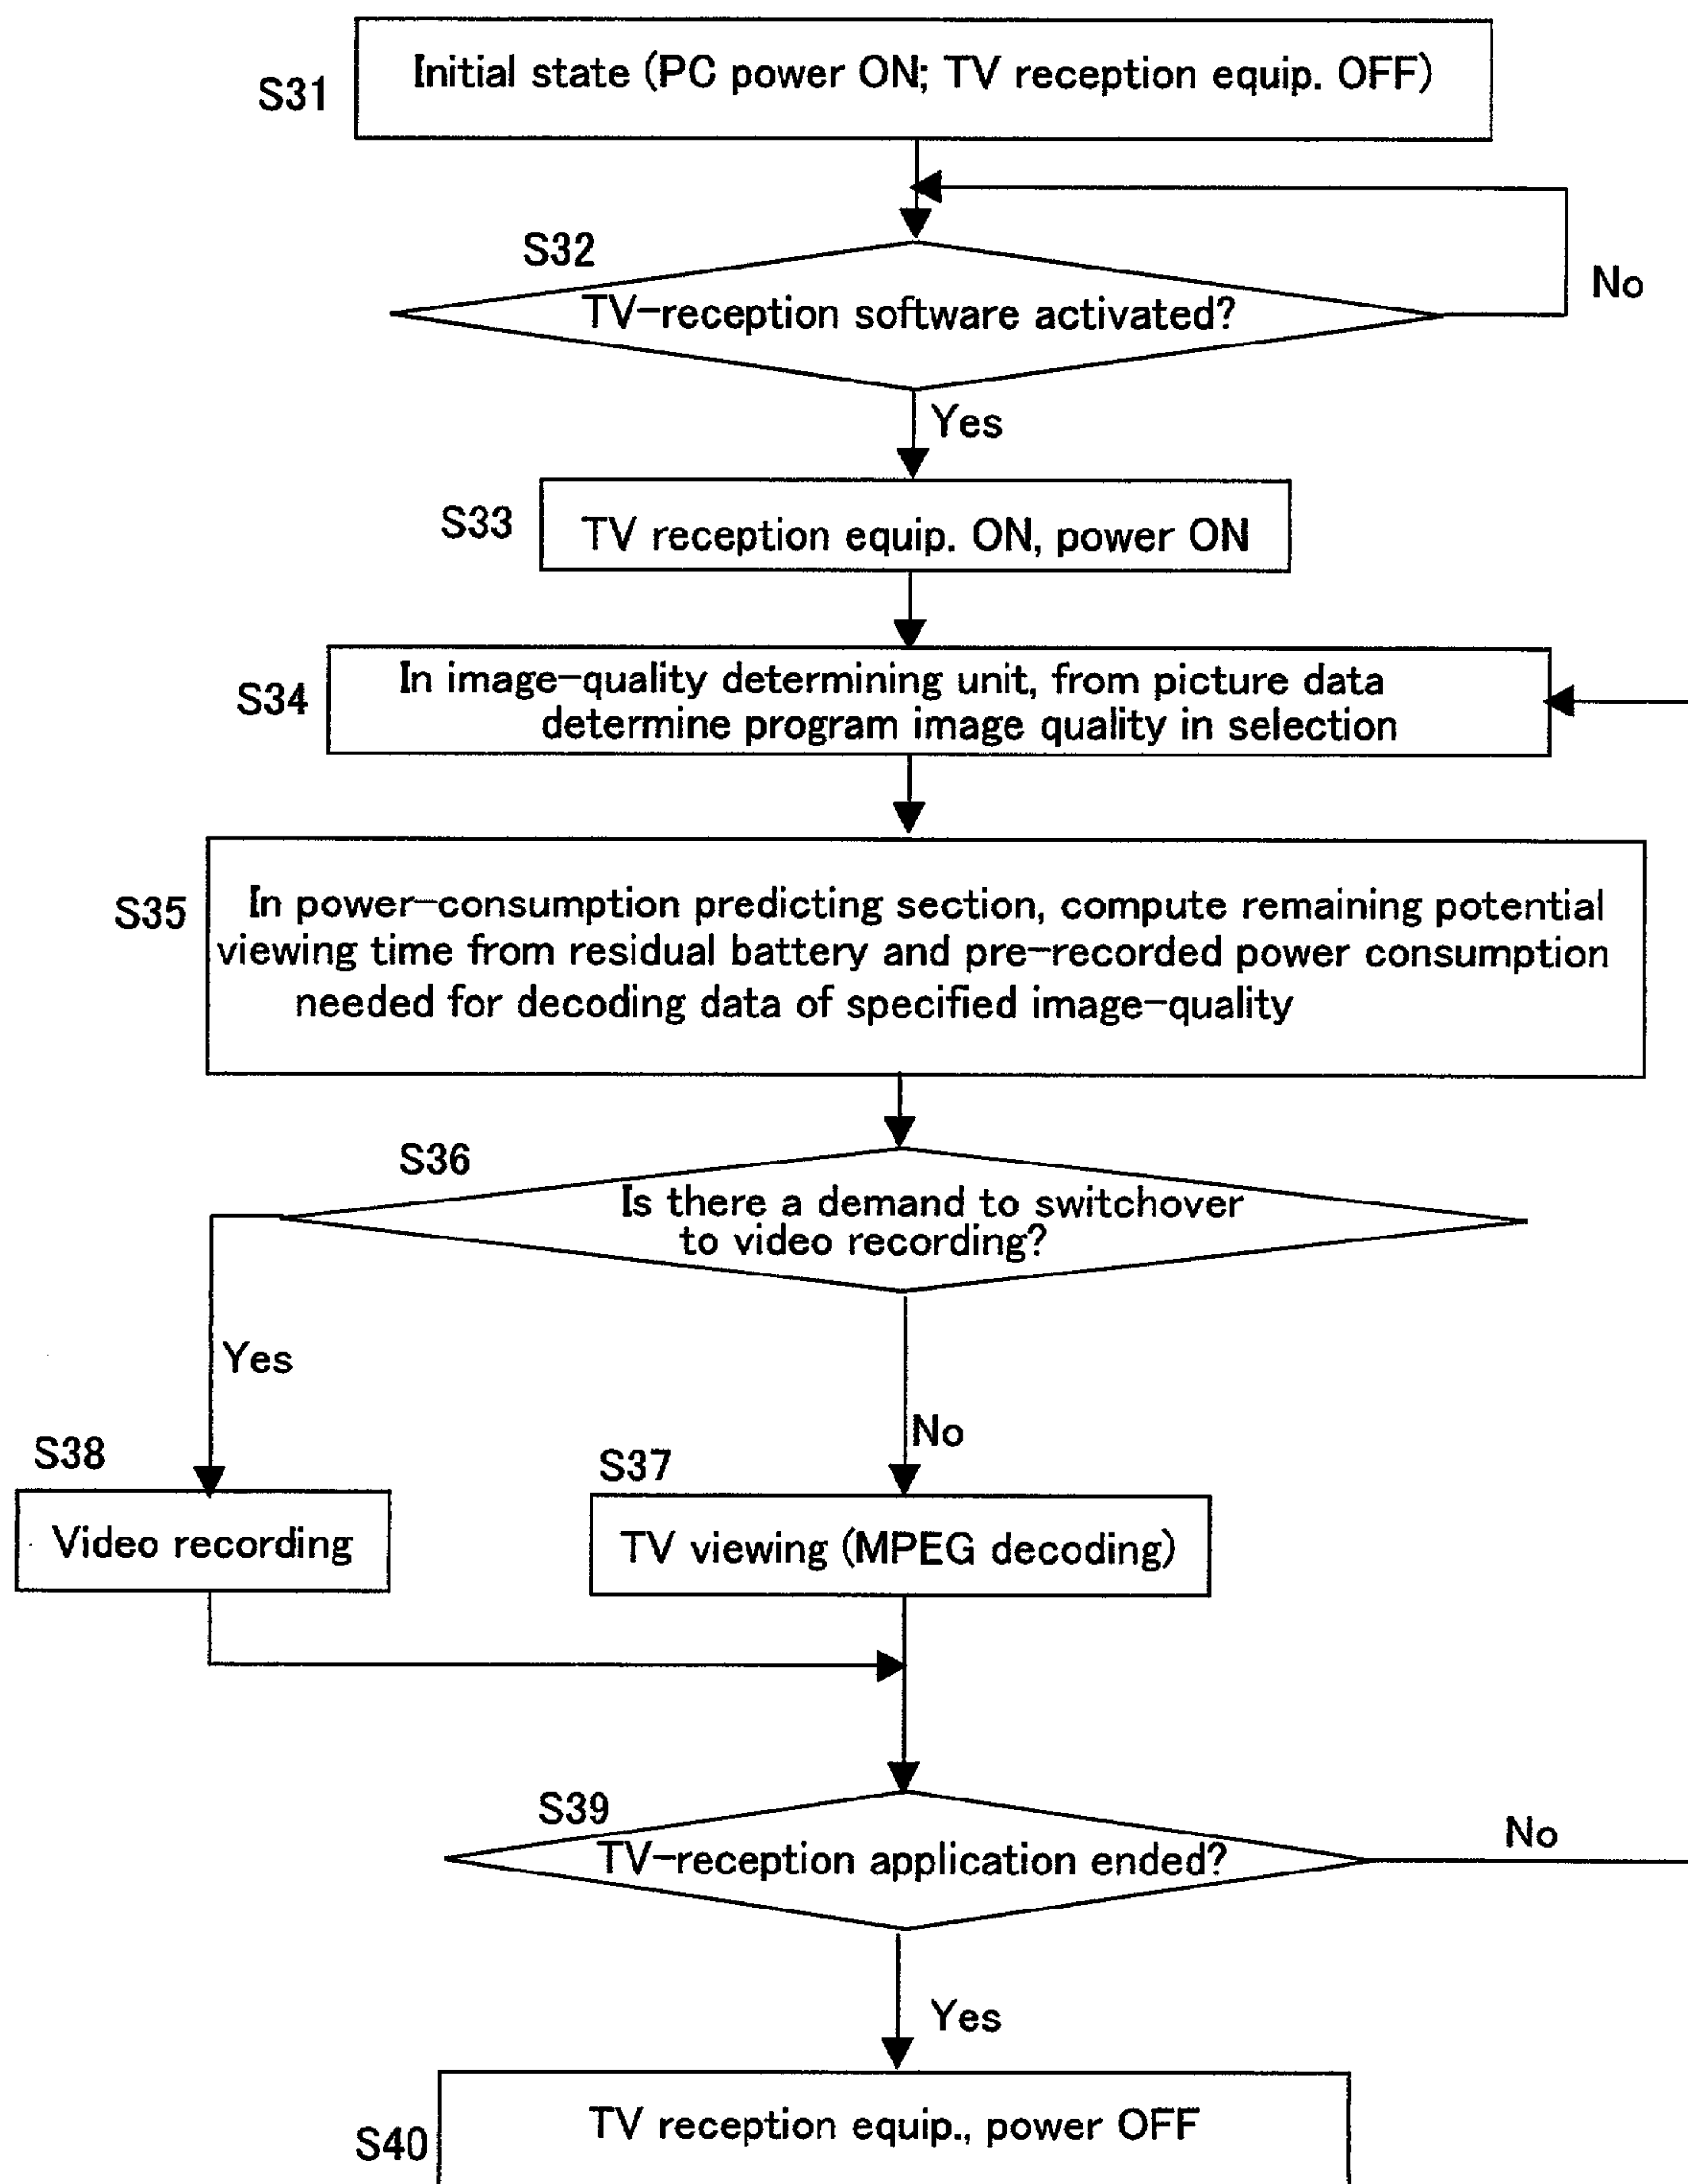 S31
Initial state (PC power ON; TV reception equip. OFF)
S32
TV-reception software activated?
No
Yes
S33
TV reception equip. ON, power ON
S34
In image-quality determining unit, from picture data
determine program image quality in selection
S35
In power-consumption predicting section, compute remaining potential
viewing time from residual battery and pre-recorded power consumption
needed for decoding data of specified image-quality
S36
Is there a demand to switchover
to video recording?
Yes
No
S38
Video recording
S37
TV viewing (MPEG decoding)
S39
TV-reception application ended?
No
Yes
S40
TV reception equip., power OFF